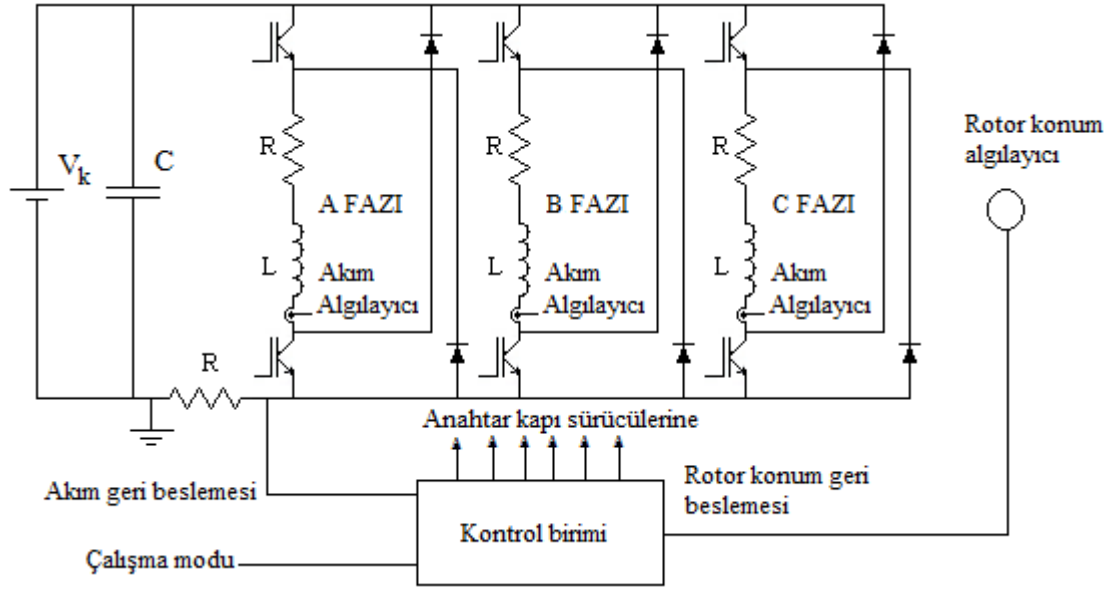 V_k
C
R
A FAZI
L
Akım
Algılayıcı
R
B FAZI
L
Akım
Algılayıcı
R
C FAZI
L
Akım
Algılayıcı
Rotor konum
algılayıcı
R
Anahtar kapı sürücülerine
Akım geri beslemesi
Rotor konum geri
beslemesi
Kontrol birimi
Çalışma modu